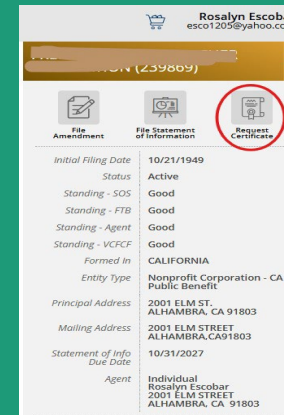 Rosalyn Escoba
esco1205@yahoo.co
(239869)
File
Amendment
File Statement
of Information
Request
Certificate
Initial Filing Date 10/21/1949
Status Active
Standing - SOS Good
Standing - FTB Good
Standing - Agent Good
Standing - VCFCF Good
Formed In CALIFORNIA
Entity Type Nonprofit Corporation - CA
Public Benefit
Principal Address 2001 ELM ST.
ALHAMBRA, CA 91803
Mailing Address 2001 ELM STREET
ALHAMBRA,CA91803
Statement of Info 10/31/2027
Due Date
Agent Individual
Rosalyn Escobar
2001 ELM STREET
ALHAMBRA, CA 91803